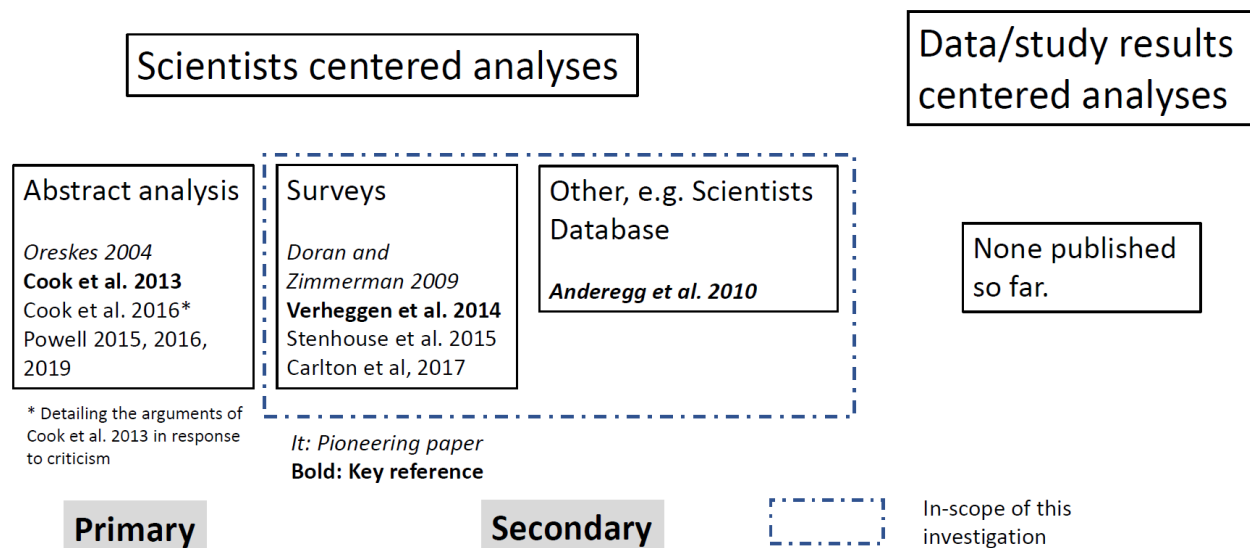 Scientists centered analyses
Data/study results
centered analyses
Abstract analysis
Oreskes 2004
Cook et al. 2013
Cook et al. 2016*
Powell 2015, 2016,
2019
* Detailing the arguments of
Cook et al. 2013 in response
to criticism
Surveys
Doran and
Zimmerman 2009
Verheggen et al. 2014
Stenhouse et al. 2015
Carlton et al, 2017
Other, e.g. Scientists
Database
Anderegg et al. 2010
None published
so far.
It: Pioneering paper
Bold: Key reference
Primary
Secondary
In-scope of this
investigation